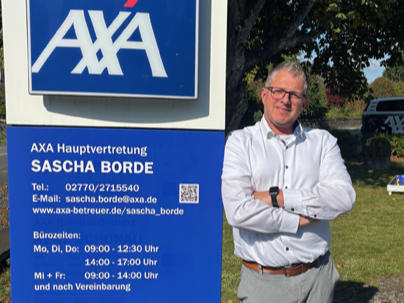 AXA
AXA Hauptvertretung
SASCHA BORDE
Tel.: 02770/2715540
E-Mail: sascha.borde@axa.de
www.axa-betreuer.de/sascha_borde
Bürozeiten:
Mo, Di, Do: 09:00 - 12:30 Uhr
14:00 - 17:00 Uhr
Mi + Fr: 09:00 - 14:00 Uhr
und nach Vereinbarung